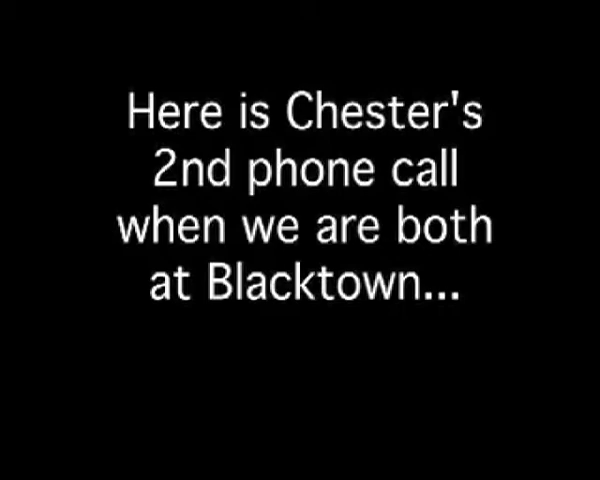 Here is Chester's
2nd phone call
when we are both
at Blacktown...